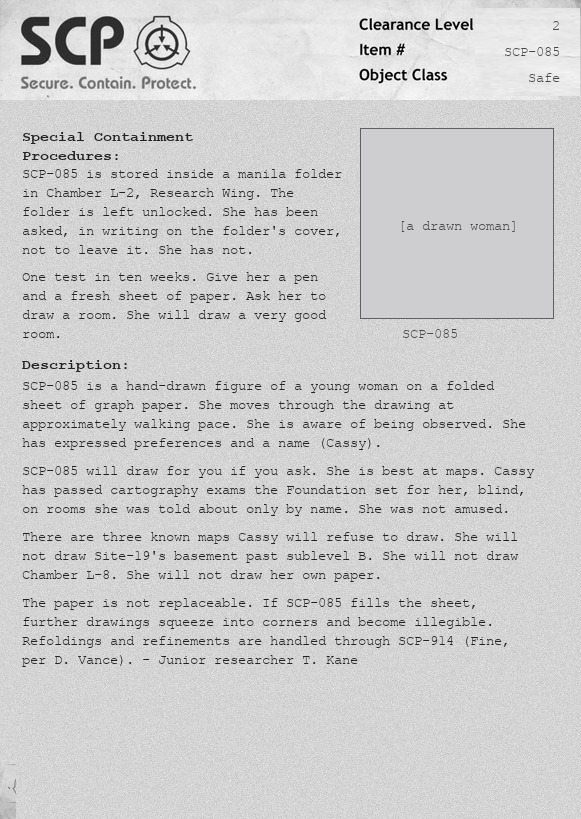 SCP
Secure. Contain. Protect.
Clearance Level 2
Item # SCP-085
Object Class Safe
Special Containment
Procedures:
SCP-085 is stored inside a manila folder
in Chamber L-2, Research Wing. The
folder is left unlocked. She has been
asked, in writing on the folder's cover,
not to leave it. She has not.
One test in ten weeks. Give her a pen
and a fresh sheet of paper. Ask her to
draw a room. She will draw a very good
room.
[a drawn woman]
SCP-085
Description:
SCP-085 is a hand-drawn figure of a young woman on a folded
sheet of graph paper. She moves through the drawing at
approximately walking pace. She is aware of being observed. She
has expressed preferences and a name (Cassy).
SCP-085 will draw for you if you ask. She is best at maps. Cassy
has passed cartography exams the Foundation set for her, blind,
on rooms she was told about only by name. She was not amused.
There are three known maps Cassy will refuse to draw. She will
not draw Site-19's basement past sublevel B. She will not draw
Chamber L-8. She will not draw her own paper.
The paper is not replaceable. If SCP-085 fills the sheet,
further drawings squeeze into corners and become illegible.
Refoldings and refinements are handled through SCP-914 (Fine,
per D. Vance). - Junior researcher T. Kane